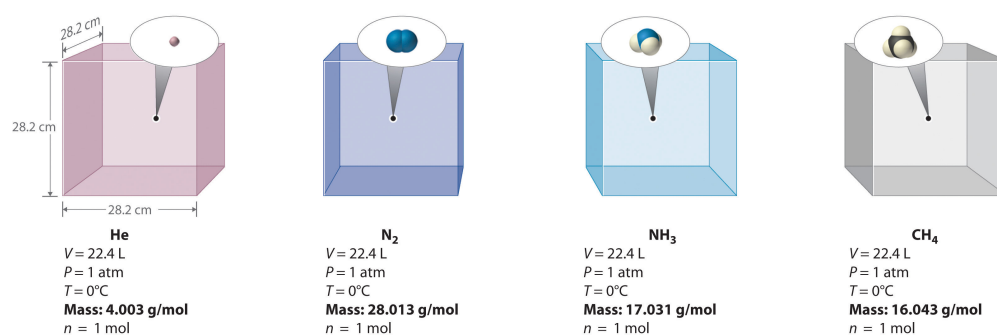 28.2 cm
28.2 cm
28.2 cm
He
V = 22.4 L
P = 1 atm
T = 0°C
Mass: 4.003 g/mol
n = 1 mol
N₂
V = 22.4 L
P = 1 atm
T = 0°C
Mass: 28.013 g/mol
n = 1 mol
NH₃
V = 22.4 L
P = 1 atm
T = 0°C
Mass: 17.031 g/mol
n = 1 mol
CH₄
V = 22.4 L
P = 1 atm
T = 0°C
Mass: 16.043 g/mol
n = 1 mol